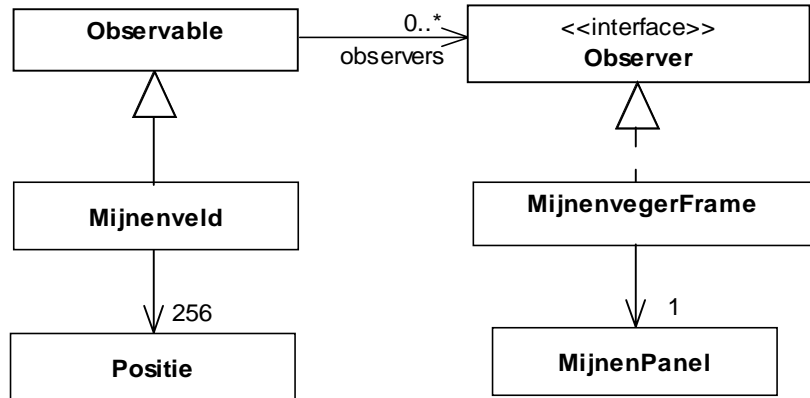 Observable
0..*
observers
<<interface>>
Observer
Mijnenveld
MijnenvegerFrame
256
1
Positie
MijnenPanel